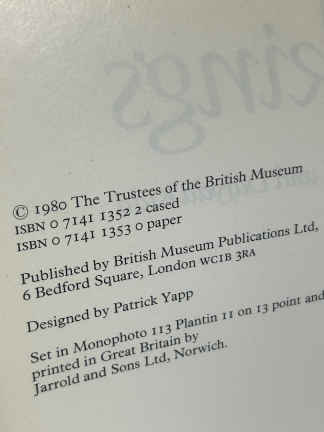 © 1980 The Trustees of the British Museum
ISBN 0 7141 1352 2 cased
ISBN 0 7141 1353 0 paper
Published by British Museum Publications Ltd,
6 Bedford Square, London WC1B 3RA
Designed by Patrick Yapp
Set in Monophoto 113 Plantin 11 on 13 point and
printed in Great Britain by
Jarrold and Sons Ltd, Norwich.